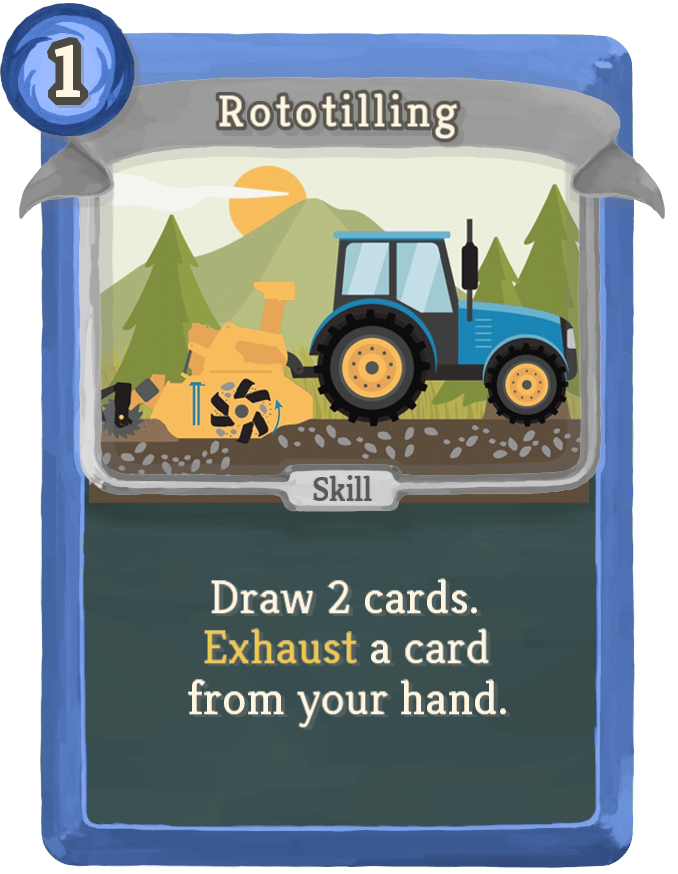 1
Rototilling
Skill
Draw 2 cards.
Exhaust a card
from your hand.